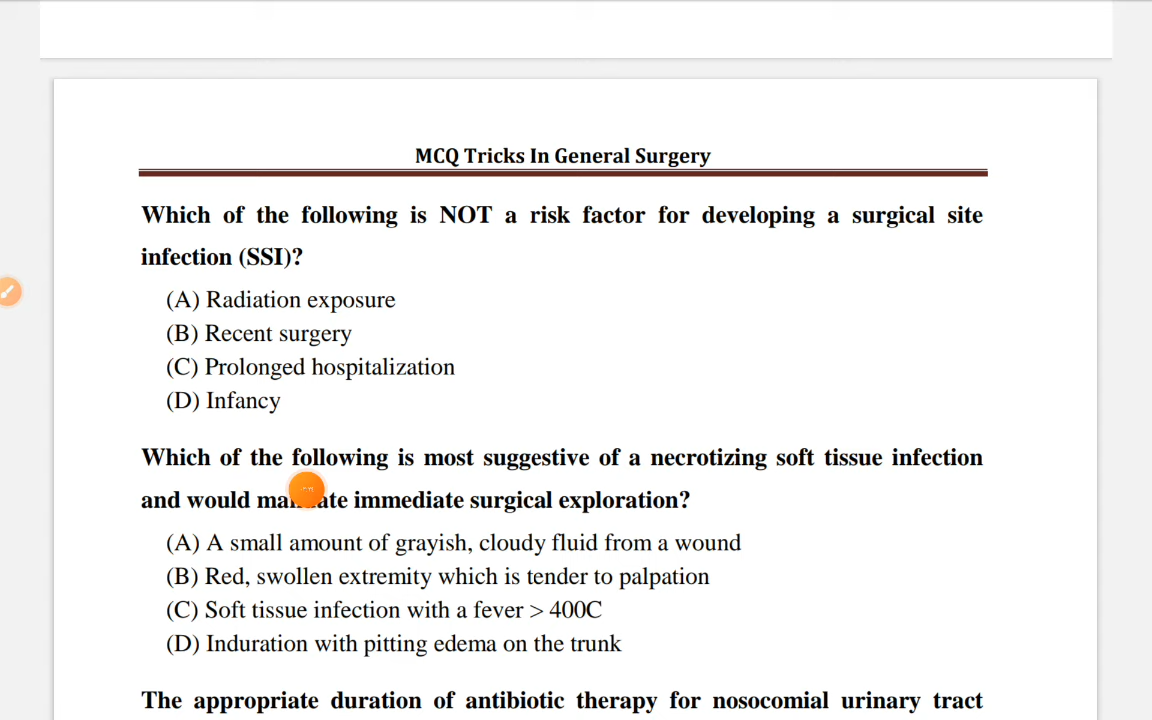 MCQ Tricks In General Surgery
Which of the following is NOT a risk factor for developing a surgical site
infection (SSI)?
(A) Radiation exposure
(B) Recent surgery
(C) Prolonged hospitalization
(D) Infancy
Which of the following is most suggestive of a necrotizing soft tissue infection
and would immediate surgical exploration?
(A) A small amount of grayish, cloudy fluid from a wound
(B) Red, swollen extremity which is tender to palpation
(C) Soft tissue infection with a fever > 400C
(D) Induration with pitting edema on the trunk
The appropriate duration of antibiotic therapy for nosocomial urinary tract